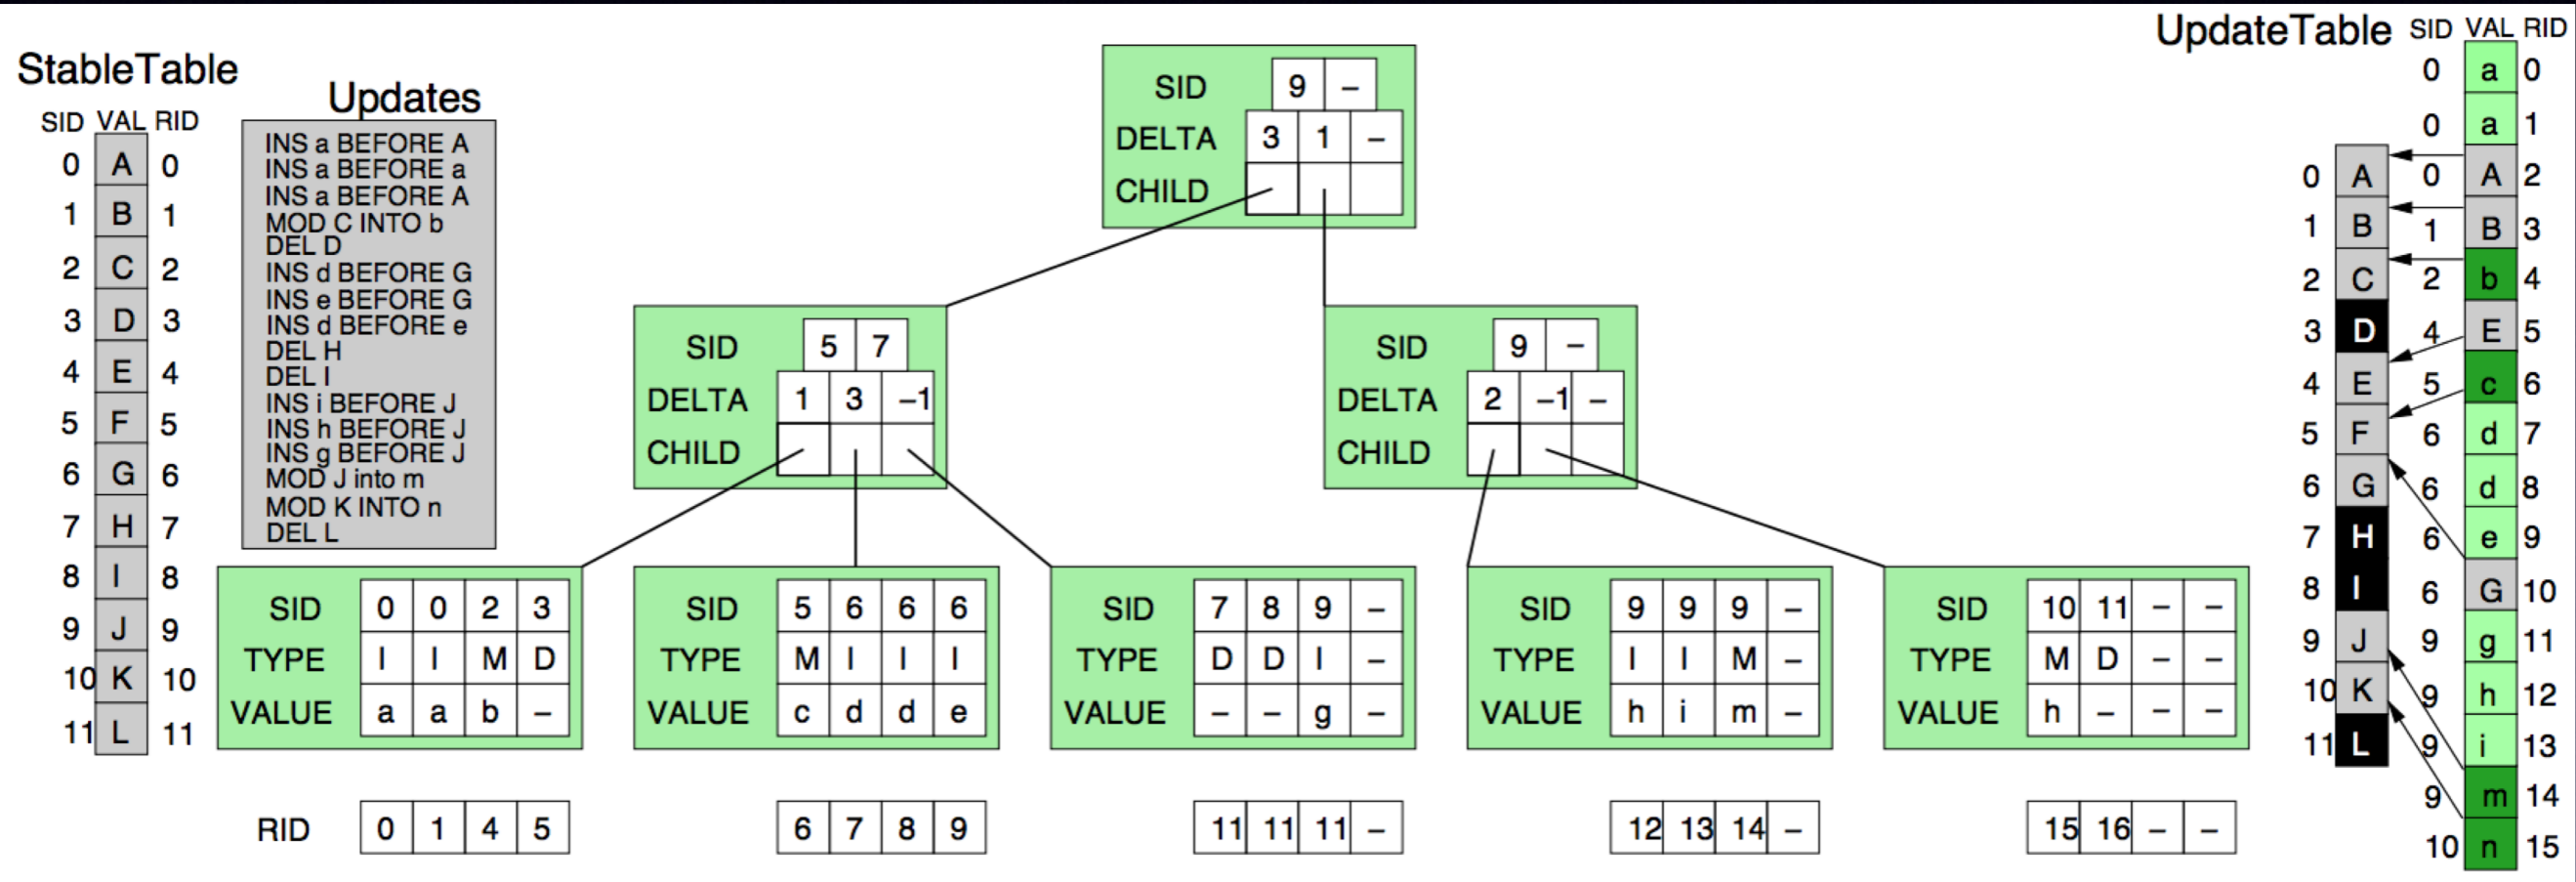 StableTable
SID VAL RID
0 A 0
1 B 1
2 C 2
3 D 3
4 E 4
5 F 5
6 G 6
7 H 7
8 I 8
9 J 9
10 K 10
11 L 11
Updates
INS a BEFORE A
INS a BEFORE a
INS a BEFORE A
MOD C INTO b
DEL D
INS d BEFORE G
INS e BEFORE G
INS d BEFORE e
DEL H
DEL I
INS i BEFORE J
INS h BEFORE J
INS g BEFORE J
MOD J into m
MOD K INTO n
DEL L
SID 9 –
DELTA 3 1 –
CHILD
SID 5 7
DELTA 1 3 –1
CHILD
SID 9 –
DELTA 2 –1 –
CHILD
SID 0 0 2 3
TYPE I I M D
VALUE a a b –
SID 5 6 6 6
TYPE M I I I
VALUE c d d e
SID 7 8 9 –
TYPE D D I –
VALUE – – g –
SID 9 9 9 –
TYPE I I M –
VALUE h i m –
SID 10 11 – –
TYPE M D – –
VALUE h – – –
RID 0 1 4 5
6 7 8 9
11 11 11 –
12 13 14 –
15 16 – –
UpdateTable
SID VAL RID
0 A
1 B
2 C
3 D
4 E
5 F
6 G
7 H
8 I
9 J
10 K
11 L
0 a 0
0 a 1
0 A 2
1 B 3
2 b 4
4 E 5
5 c 6
6 d 7
6 d 8
6 e 9
6 G 10
9 g 11
9 h 12
9 i 13
9 m 14
10 n 15